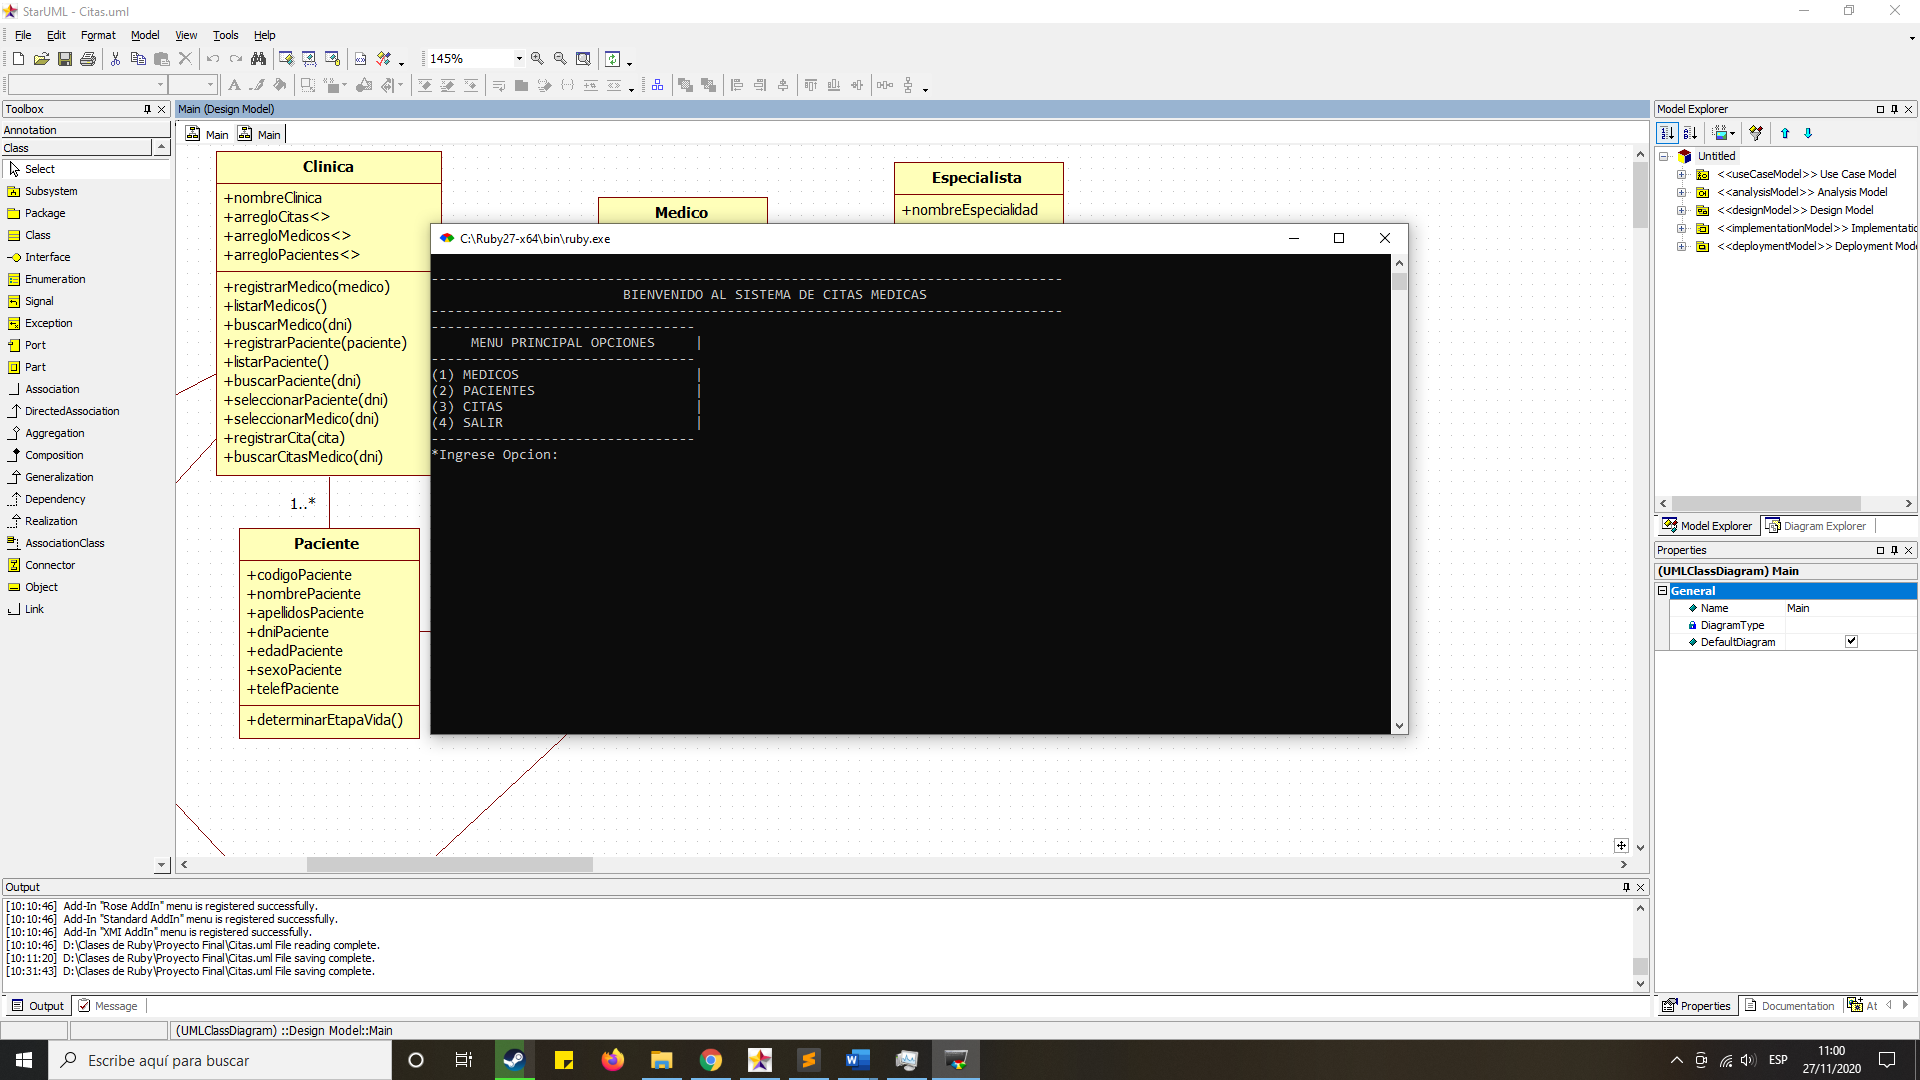 StarUML - Citas.uml
File Edit Format Model View Tools Help
145%
Toolbox
Annotation
Class
Select
Subsystem
Package
Class
Interface
Enumeration
Signal
Exception
Port
Part
Association
DirectedAssociation
Aggregation
Composition
Generalization
Dependency
Realization
AssociationClass
Connector
Object
Link
Main (Design Model)
Main Main
Clinica
+nombreClinica
+arregloCitas<>
+arregloMedicos<>
+arregloPacientes<>
+registrarMedico(medico)
+listarMedicos()
+buscarMedico(dni)
+registrarPaciente(paciente)
+listarPaciente()
+buscarPaciente(dni)
+seleccionarPaciente(dni)
+seleccionarMedico(dni)
+registrarCita(cita)
+buscarCitasMedico(dni)
1..*
Paciente
+codigoPaciente
+nombrePaciente
+apellidosPaciente
+dniPaciente
+edadPaciente
+sexoPaciente
+telefPaciente
+determinarEtapaVida()
Medico
Especialista
+nombreEspecialidad
C:\Ruby27-x64\bin\ruby.exe
-------------------------------------------------------------------------------
BIENVENIDO AL SISTEMA DE CITAS MEDICAS
-------------------------------------------------------------------------------
---------------------------------
MENU PRINCIPAL OPCIONES |
---------------------------------
(1) MEDICOS |
(2) PACIENTES |
(3) CITAS |
(4) SALIR |
---------------------------------
*Ingrese Opcion:
Model Explorer
Untitled
<<useCaseModel>> Use Case Model
<<analysisModel>> Analysis Model
<<designModel>> Design Model
<<implementationModel>> Implementatic
<<deploymentModel>> Deployment Mode
Model Explorer Diagram Explorer
Properties
(UMLClassDiagram) Main
General
Name Main
DiagramType
DefaultDiagram
Properties Documentation At
Output
[10:10:46] Add-In "Rose AddIn" menu is registered successfully.
[10:10:46] Add-In "Standard AddIn" menu is registered successfully.
[10:10:46] Add-In "XMI AddIn" menu is registered successfully.
[10:10:46] D:\Clases de Ruby\Proyecto Final\Citas.uml File reading complete.
[10:11:20] D:\Clases de Ruby\Proyecto Final\Citas.uml File saving complete.
[10:31:43] D:\Clases de Ruby\Proyecto Final\Citas.uml File saving complete.
Output Message
(UMLClassDiagram) ::Design Model::Main
Escribe aquí para buscar
ESP
11:00
27/11/2020